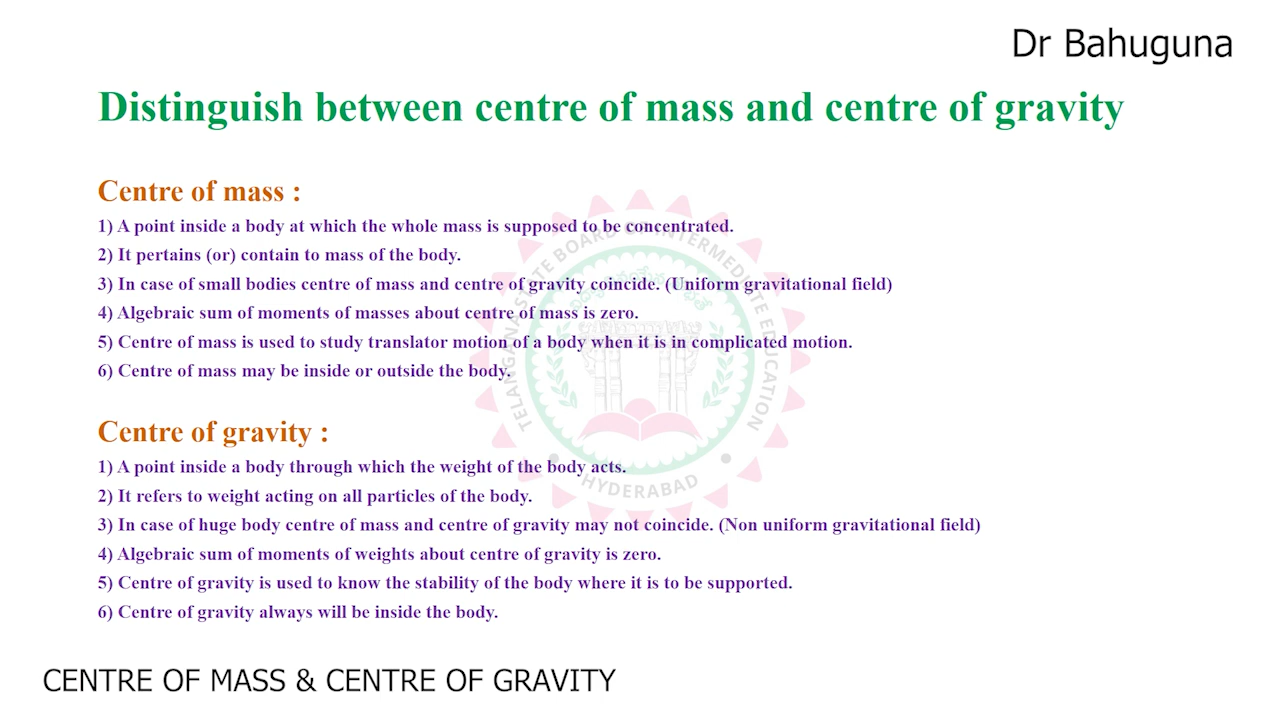 Dr Bahuguna
Distinguish between centre of mass and centre of gravity
Centre of mass :
1) A point inside a body at which the whole mass is supposed to be concentrated.
2) It pertains (or) contain to mass of the body.
3) In case of small bodies centre of mass and centre of gravity coincide. (Uniform gravitational field)
4) Algebraic sum of moments of masses about centre of mass is zero.
5) Centre of mass is used to study translator motion of a body when it is in complicated motion.
6) Centre of mass may be inside or outside the body.
Centre of gravity :
1) A point inside a body through which the weight of the body acts.
2) It refers to weight acting on all particles of the body.
3) In case of huge body centre of mass and centre of gravity may not coincide. (Non uniform gravitational field)
4) Algebraic sum of moments of weights about centre of gravity is zero.
5) Centre of gravity is used to know the stability of the body where it is to be supported.
6) Centre of gravity always will be inside the body.
TELANGANA STATE BOARD OF INTERMEDIATE EDUCATION
HYDERABAD
CENTRE OF MASS & CENTRE OF GRAVITY